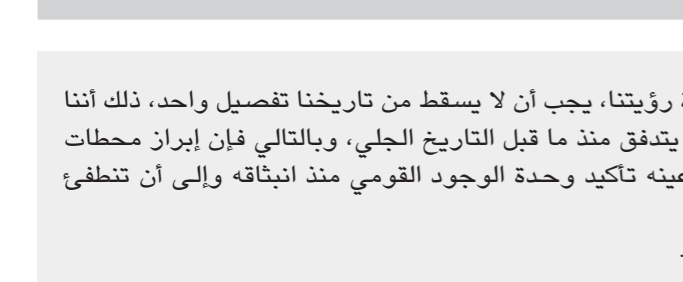 رؤيتنا، يجب أن لا يسقط من تاريخنا تفصيل واحد، ذلك أننا
يتدفق منذ ما قبل التاريخ الجلي، وبالتالي فإن إبراز محطات
عينه تأكيد وحدة الوجود القومي منذ انبثاقه وإلى أن تنطفئ
.